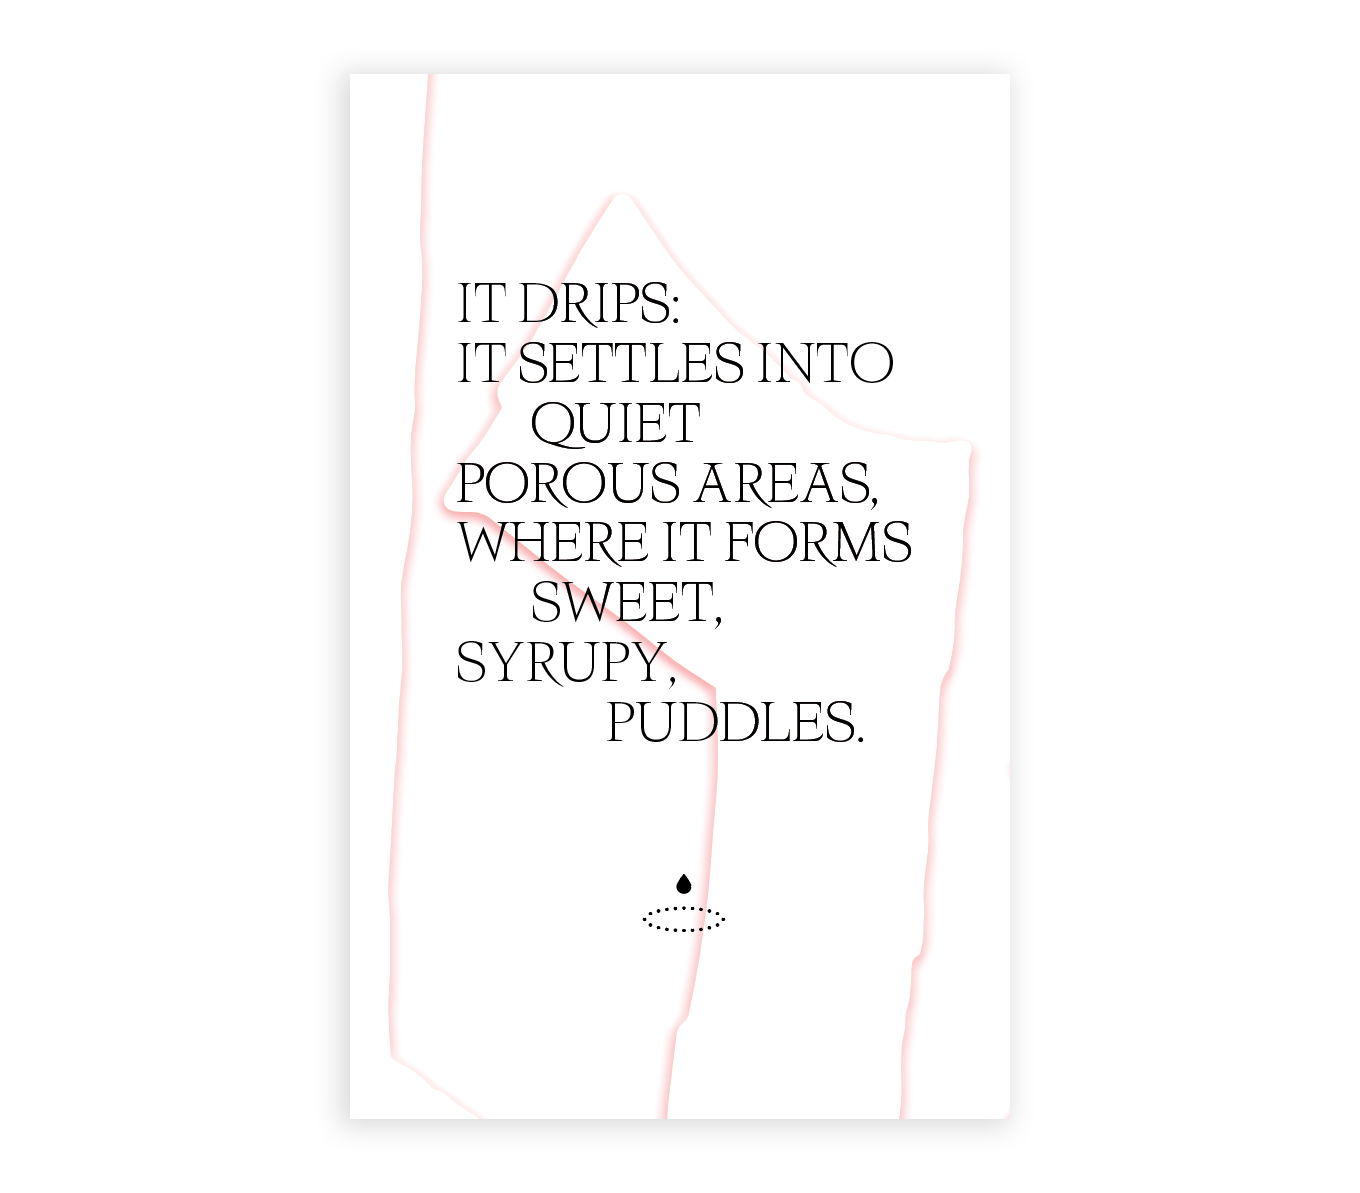 IT DRIPS:
IT SETTLES INTO
QUIET
POROUS AREAS,
WHERE IT FORMS
SWEET,
SYRUPY,
PUDDLES.